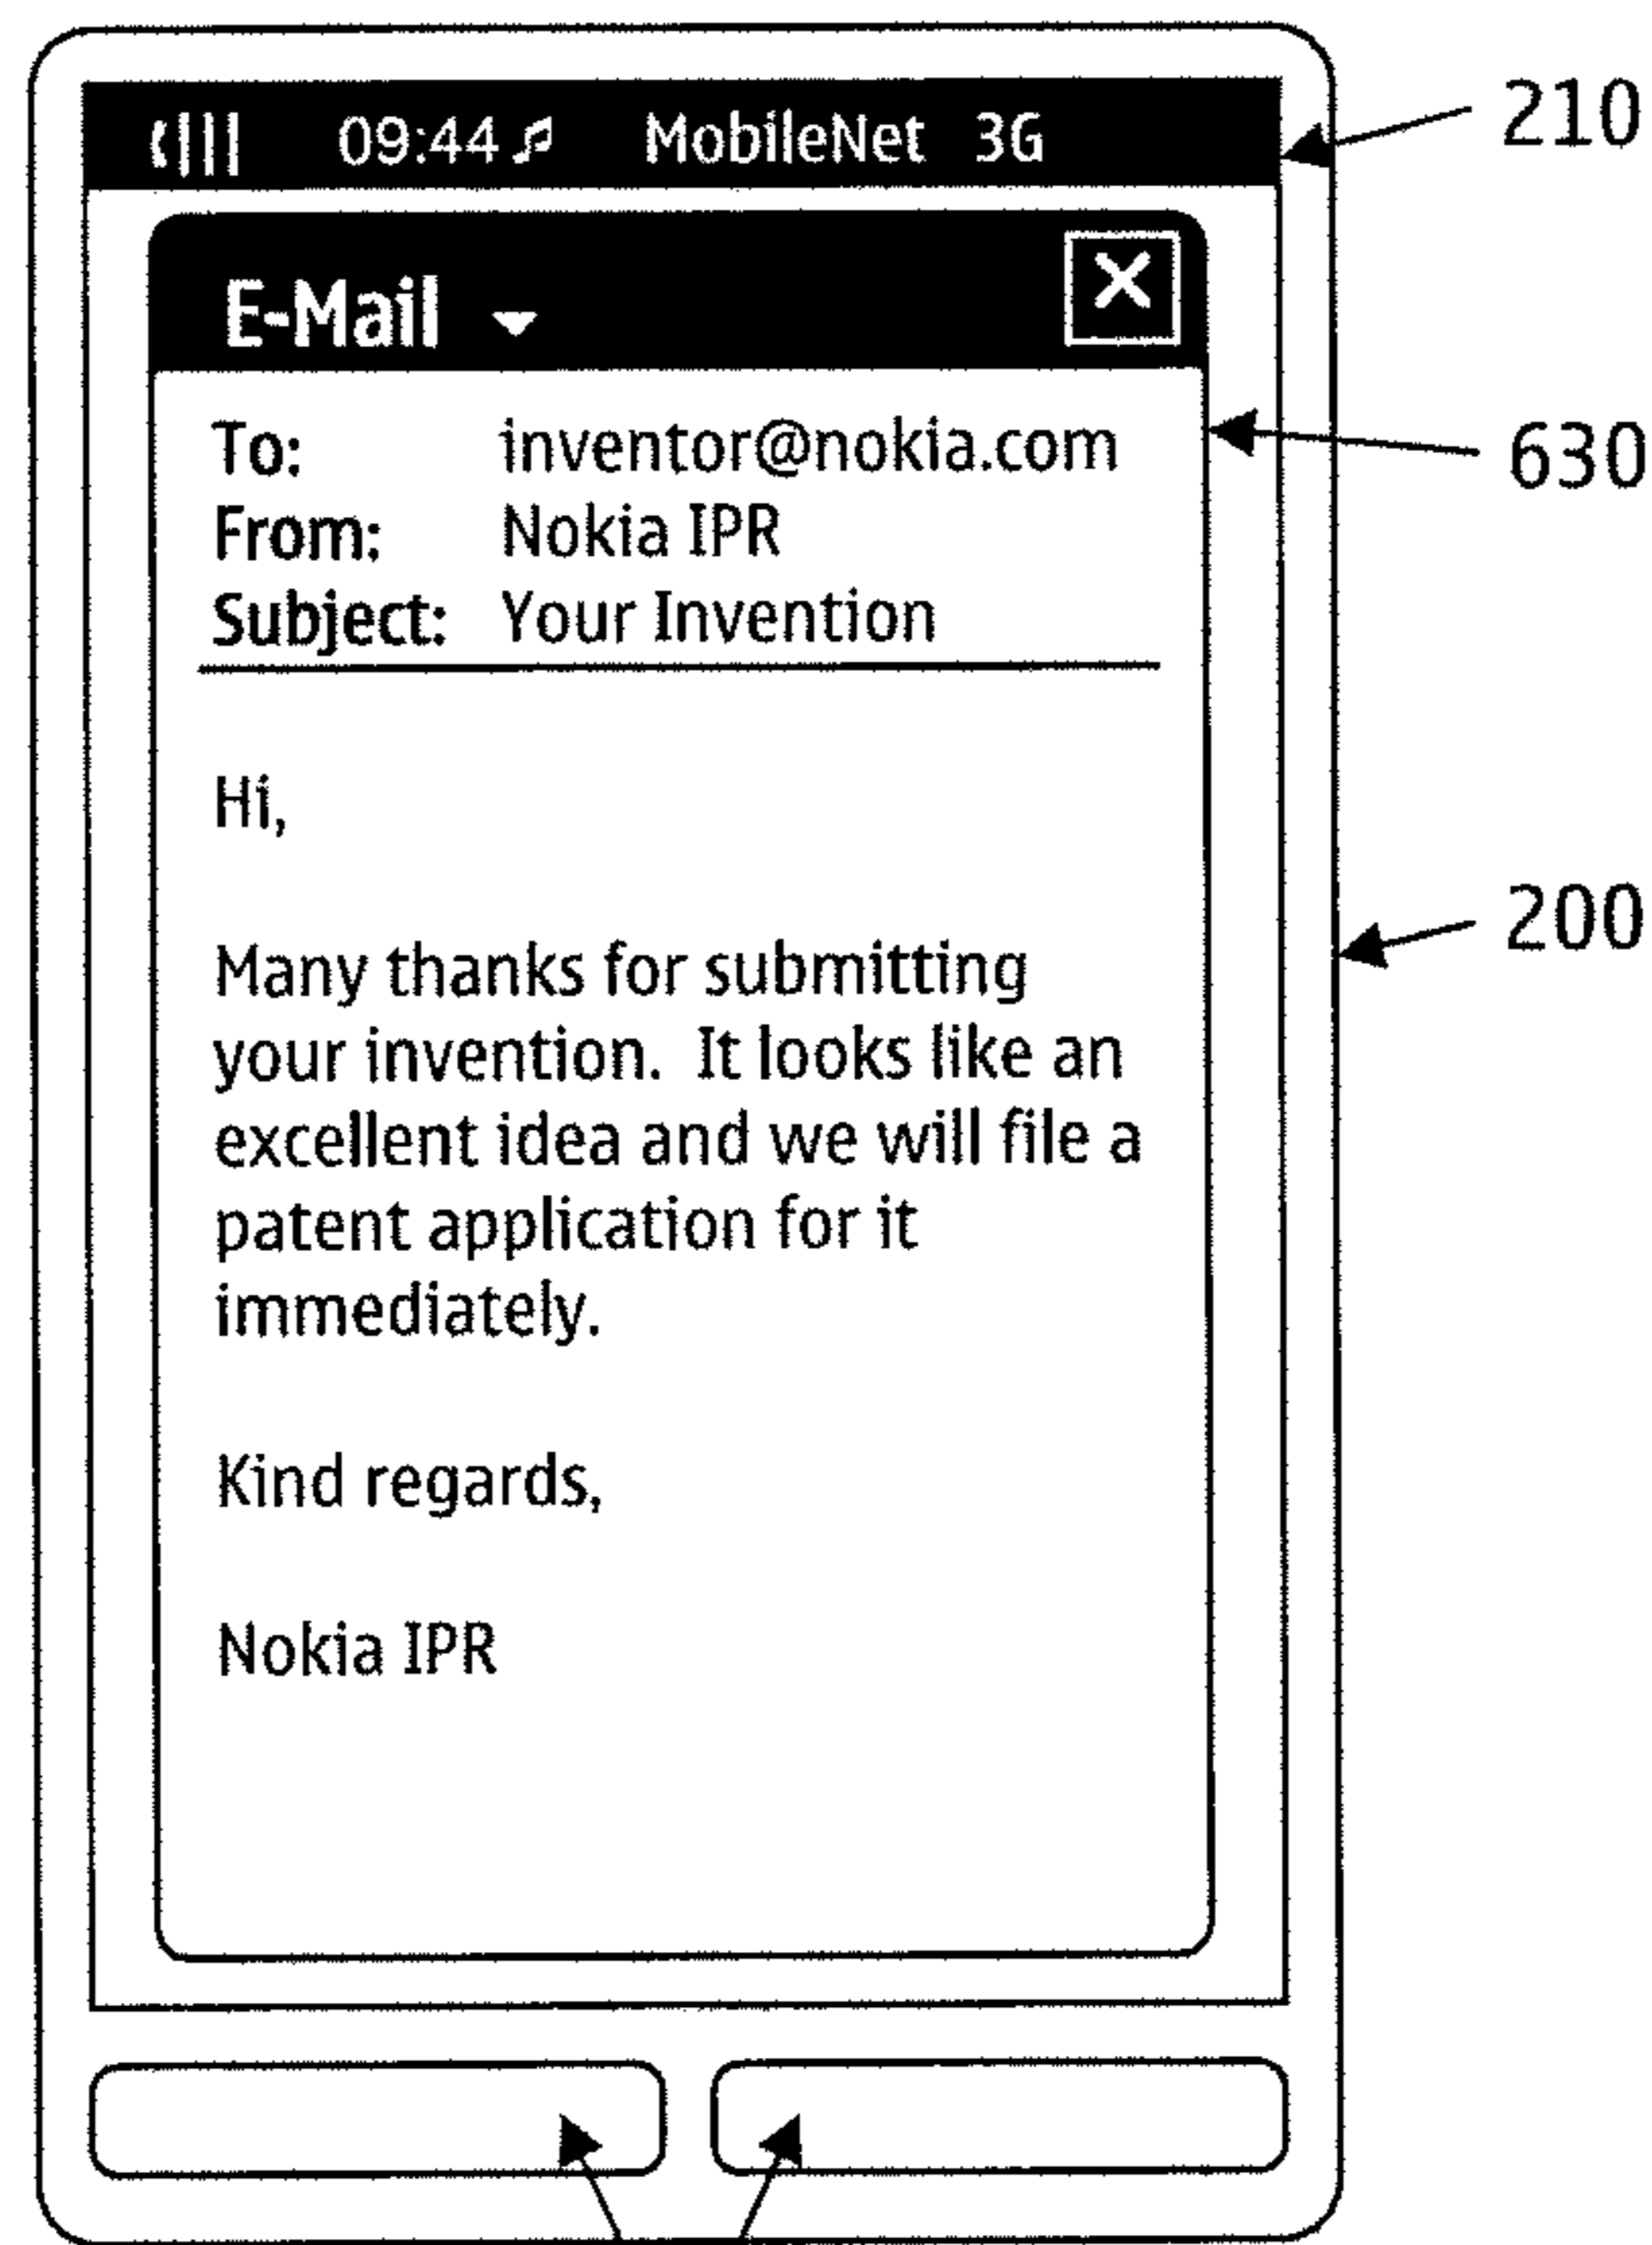 09:44 MobileNet 3G
210
E-Mail
X
To: inventor@nokia.com
630
From: Nokia IPR
Subject: Your Invention
Hi,
200
Many thanks for submitting
your invention. It looks like an
excellent idea and we will file a
patent application for it
immediately.
Kind regards,
Nokia IPR